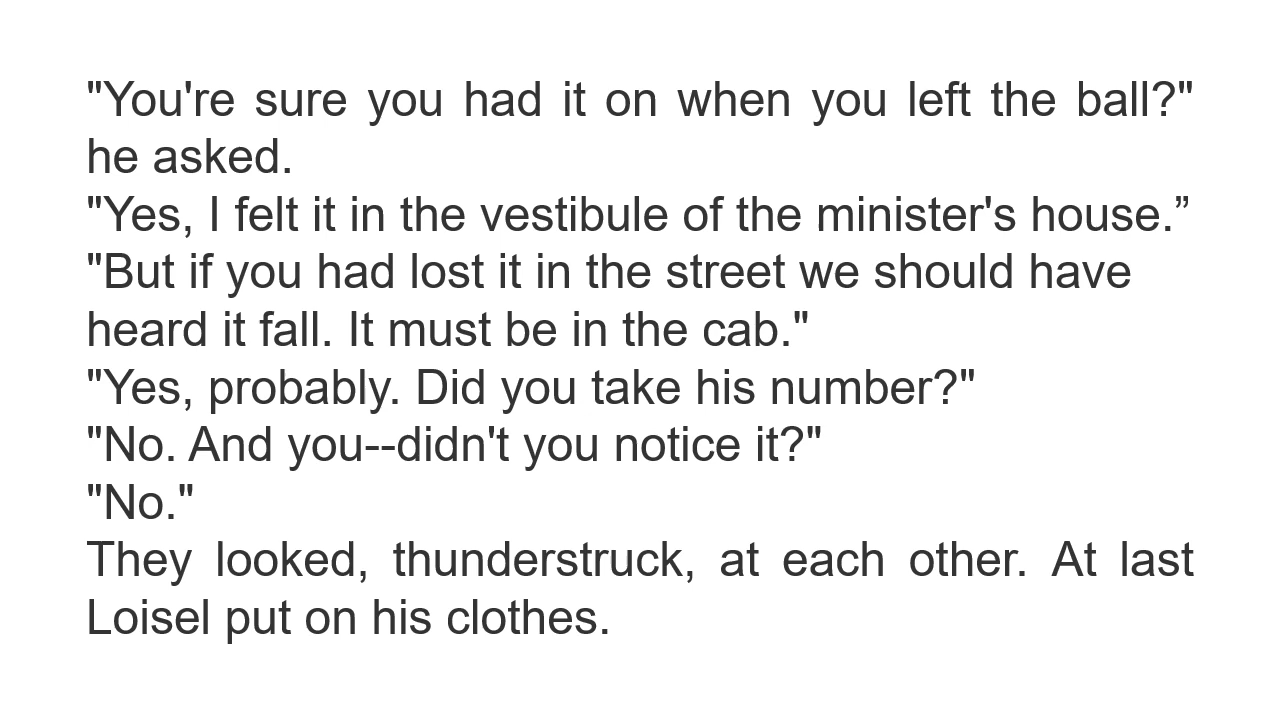 "You're sure you had it on when you left the ball?"
he asked.
"Yes, I felt it in the vestibule of the minister's house.”
"But if you had lost it in the street we should have
heard it fall. It must be in the cab."
"Yes, probably. Did you take his number?"
"No. And you--didn't you notice it?"
"No."
They looked, thunderstruck, at each other. At last
Loisel put on his clothes.